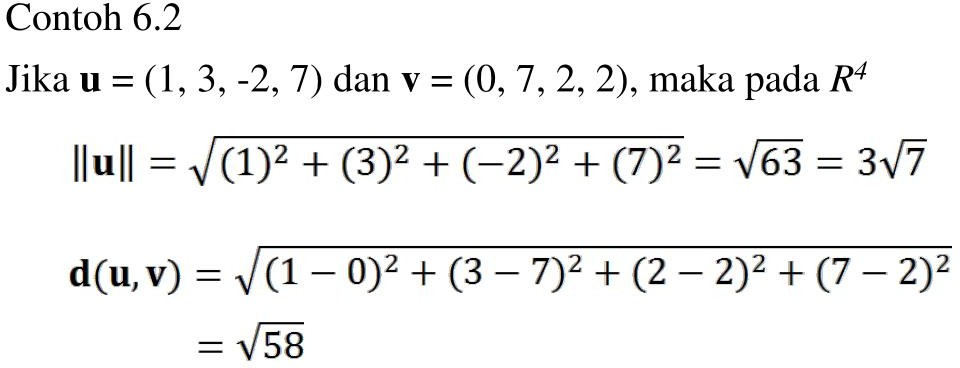 Contoh 6.2
Jika u = (1, 3, -2, 7) dan v = (0, 7, 2, 2), maka pada R⁴
‖u‖ = √((1)² + (3)² + (−2)² + (7)²) = √63 = 3√7
d(u, v) = √((1 − 0)² + (3 − 7)² + (2 − 2)² + (7 − 2)²)
= √58